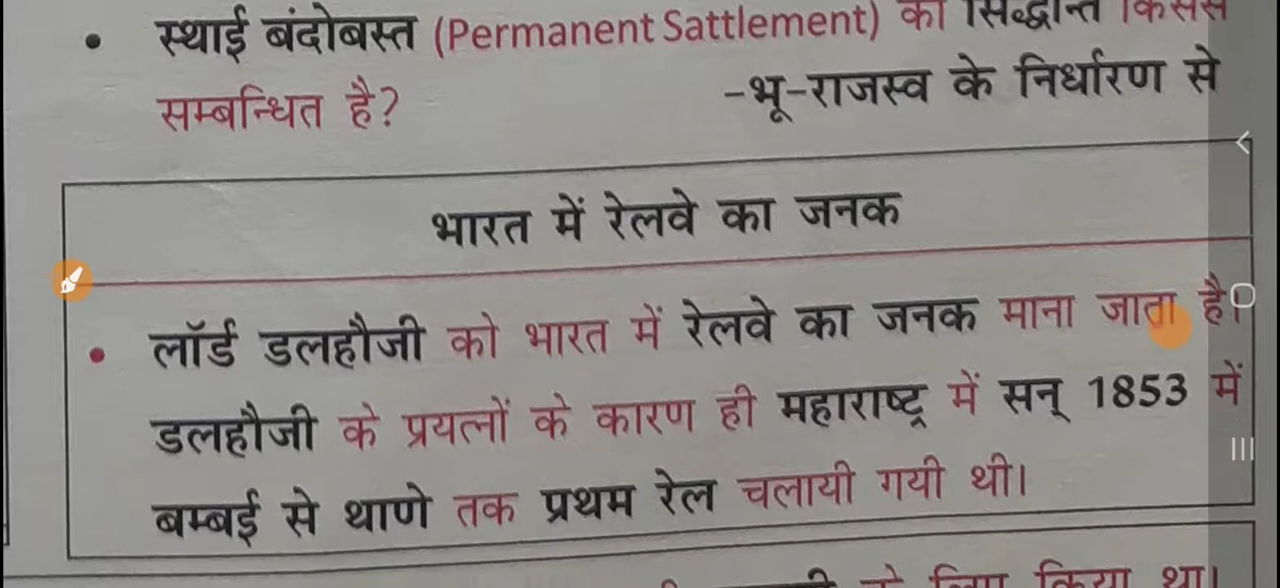 • स्थाई बंदोबस्त (Permanent Sattlement) का सिद्धान्त किससे
सम्बन्धित है? -भू-राजस्व के निर्धारण से
भारत में रेलवे का जनक
• लॉर्ड डलहौजी को भारत में रेलवे का जनक माना जाता है।
डलहौजी के प्रयत्नों के कारण ही महाराष्ट्र में सन् 1853 में
बम्बई से थाणे तक प्रथम रेल चलायी गयी थी।
लिए किया था।